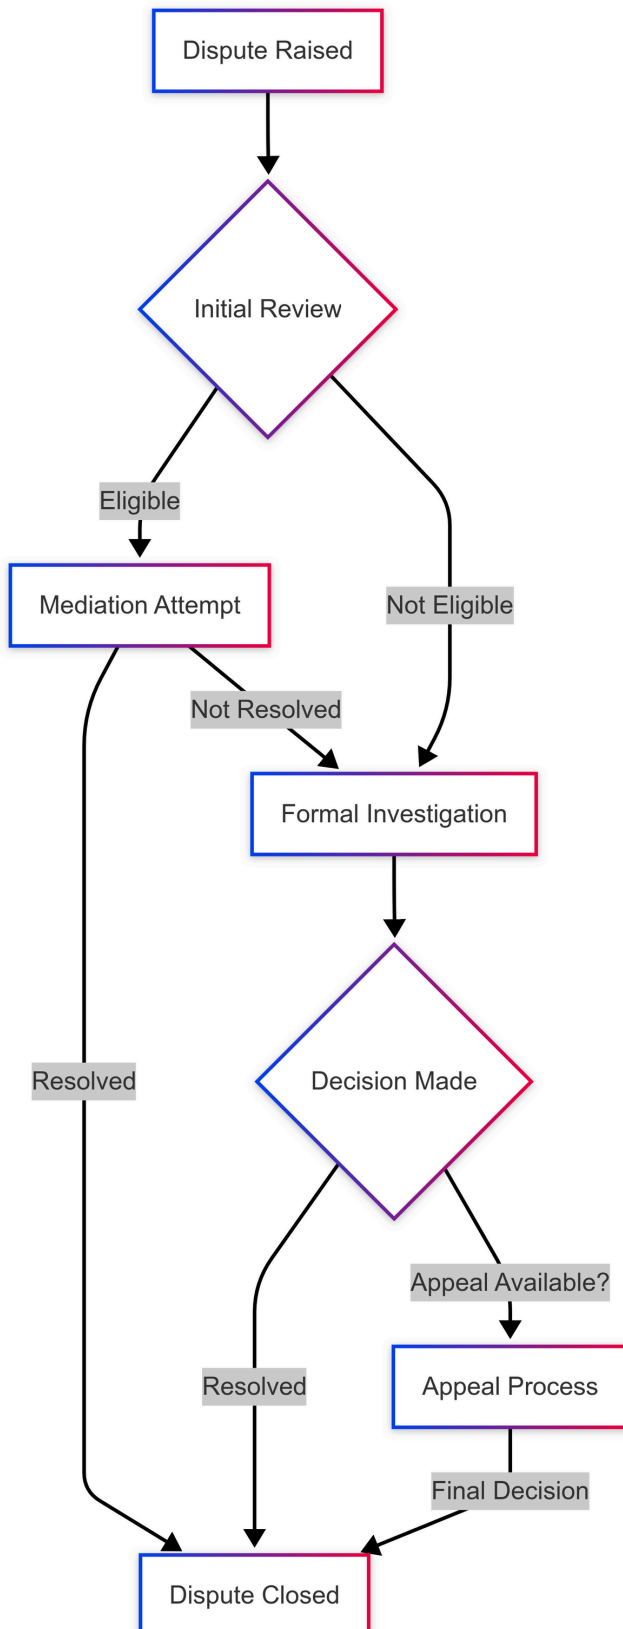 Dispute Raised
Initial Review
Eligible
Mediation Attempt
Not Eligible
Not Resolved
Formal Investigation
Resolved
Decision Made
Appeal Available?
Resolved
Appeal Process
Final Decision
Dispute Closed